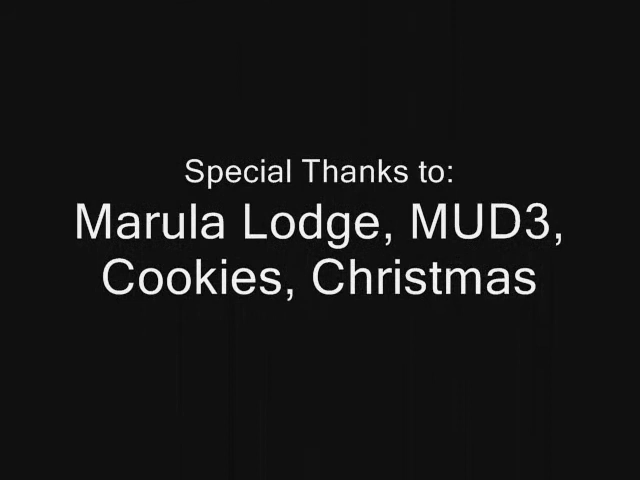 Special Thanks to:
Marula Lodge, MUD3,
Cookies, Christmas